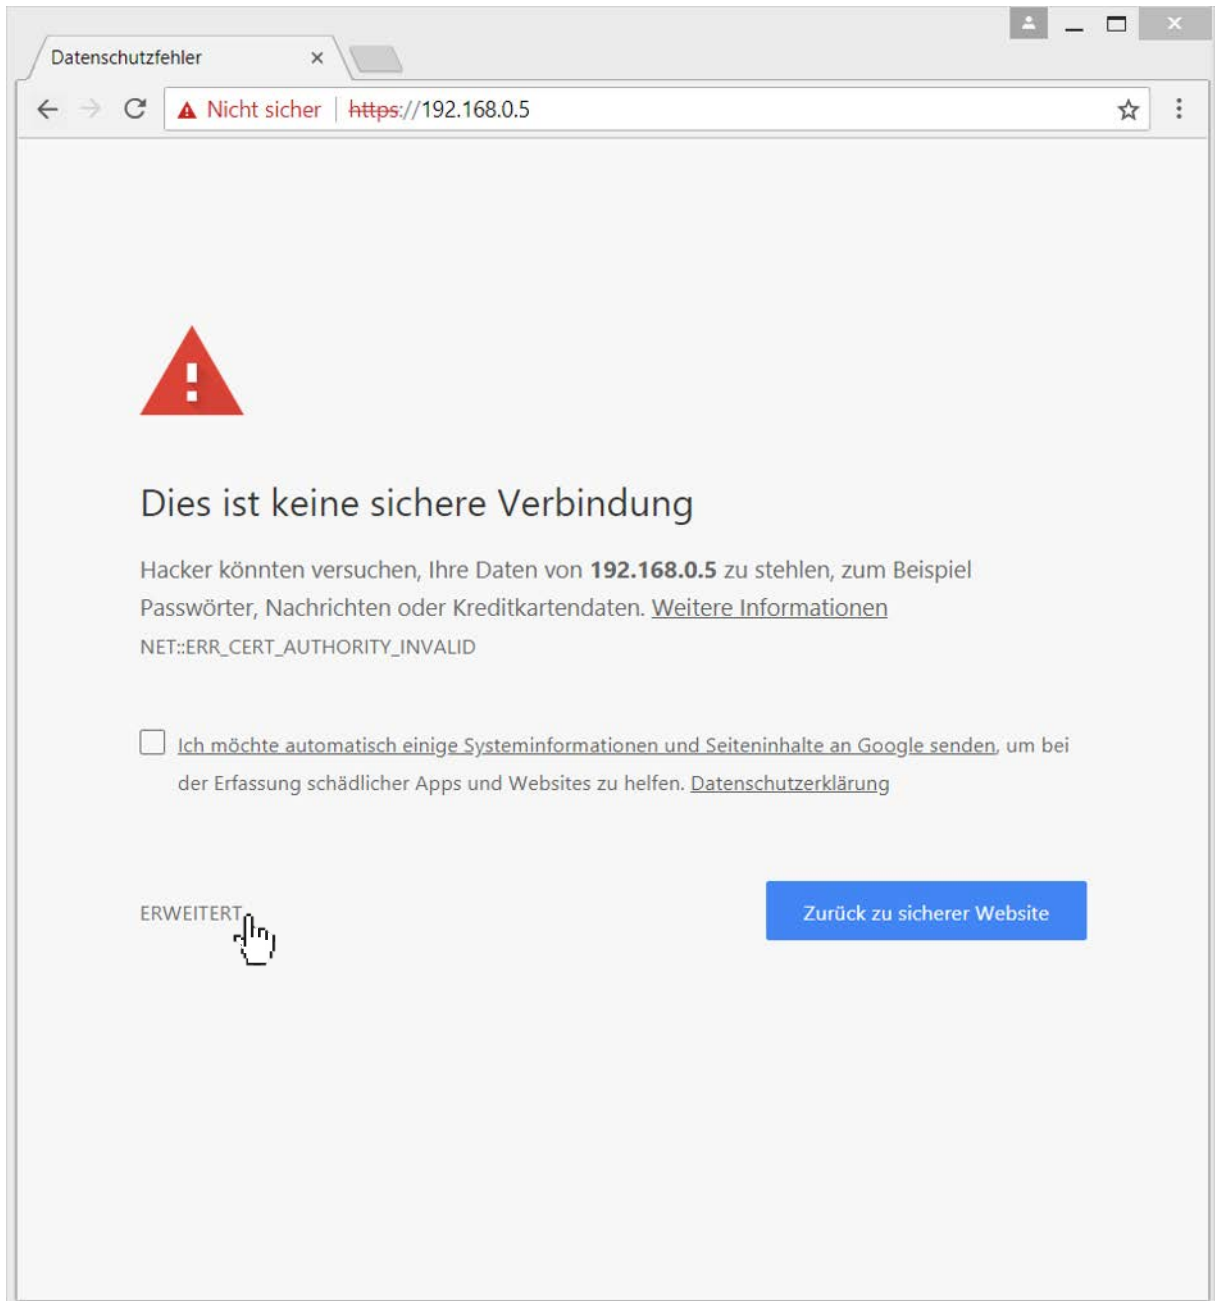 Datenschutzfehler
Nicht sicher | https://192.168.0.5
Dies ist keine sichere Verbindung
Hacker könnten versuchen, Ihre Daten von 192.168.0.5 zu stehlen, zum Beispiel
Passwörter, Nachrichten oder Kreditkartendaten. Weitere Informationen
NET::ERR_CERT_AUTHORITY_INVALID
Ich möchte automatisch einige Systeminformationen und Seiteninhalte an Google senden, um bei
der Erfassung schädlicher Apps und Websites zu helfen. Datenschutzerklärung
ERWEITERT
Zurück zu sicherer Website